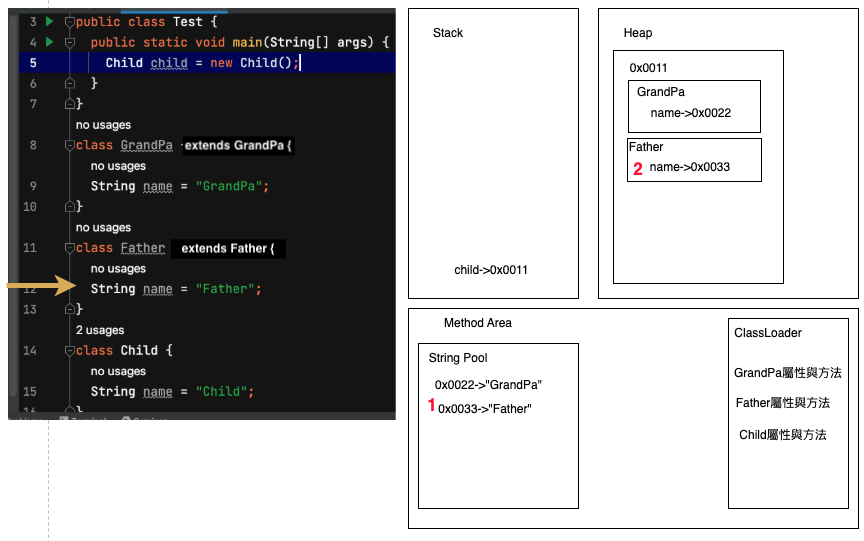 3 public class Test {
4 public static void main(String[] args) {
5 Child child = new Child();
6 }
7 }
no usages
8 class GrandPa extends GrandPa {
no usages
9 String name = "GrandPa";
10 }
no usages
11 class Father extends Father {
no usages
12 String name = "Father";
13 }
2 usages
14 class Child {
no usages
15 String name = "Child";
16 }
Stack
child->0x0011
Heap
0x0011
GrandPa
name->0x0022
Father
2 name->0x0033
Method Area
String Pool
0x0022->"GrandPa"
1 0x0033->"Father"
ClassLoader
GrandPa屬性與方法
Father屬性與方法
Child屬性與方法